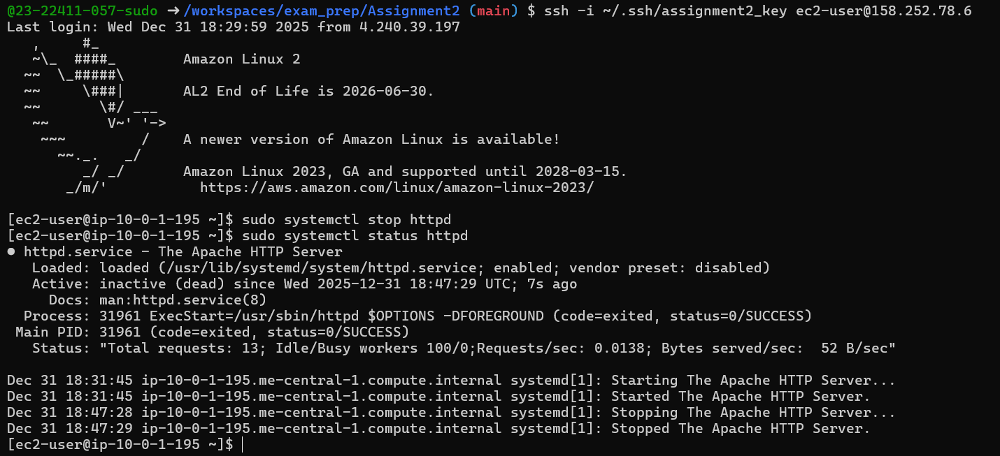 @23-22411-057-sudo ➜/workspaces/exam_prep/Assignment2 (main) $ ssh -i ~/.ssh/assignment2_key ec2-user@158.252.78.6
Last login: Wed Dec 31 18:29:59 2025 from 4.240.39.197
   ,     #_
   ~\_  ####_        Amazon Linux 2
  ~~  \_#####\
  ~~     \###|       AL2 End of Life is 2026-06-30.
  ~~       \#/ ___
   ~~       V~' '->
    ~~~         /    A newer version of Amazon Linux is available!
      ~~._.   _/
         _/ _/       Amazon Linux 2023, GA and supported until 2028-03-15.
       _/m/'           https://aws.amazon.com/linux/amazon-linux-2023/

[ec2-user@ip-10-0-1-195 ~]$ sudo systemctl stop httpd
[ec2-user@ip-10-0-1-195 ~]$ sudo systemctl status httpd
● httpd.service - The Apache HTTP Server
   Loaded: loaded (/usr/lib/systemd/system/httpd.service; enabled; vendor preset: disabled)
   Active: inactive (dead) since Wed 2025-12-31 18:47:29 UTC; 7s ago
     Docs: man:httpd.service(8)
  Process: 31961 ExecStart=/usr/sbin/httpd $OPTIONS -DFOREGROUND (code=exited, status=0/SUCCESS)
 Main PID: 31961 (code=exited, status=0/SUCCESS)
   Status: "Total requests: 13; Idle/Busy workers 100/0;Requests/sec: 0.0138; Bytes served/sec:  52 B/sec"

Dec 31 18:31:45 ip-10-0-1-195.me-central-1.compute.internal systemd[1]: Starting The Apache HTTP Server...
Dec 31 18:31:45 ip-10-0-1-195.me-central-1.compute.internal systemd[1]: Started The Apache HTTP Server.
Dec 31 18:47:28 ip-10-0-1-195.me-central-1.compute.internal systemd[1]: Stopping The Apache HTTP Server...
Dec 31 18:47:29 ip-10-0-1-195.me-central-1.compute.internal systemd[1]: Stopped The Apache HTTP Server.
[ec2-user@ip-10-0-1-195 ~]$